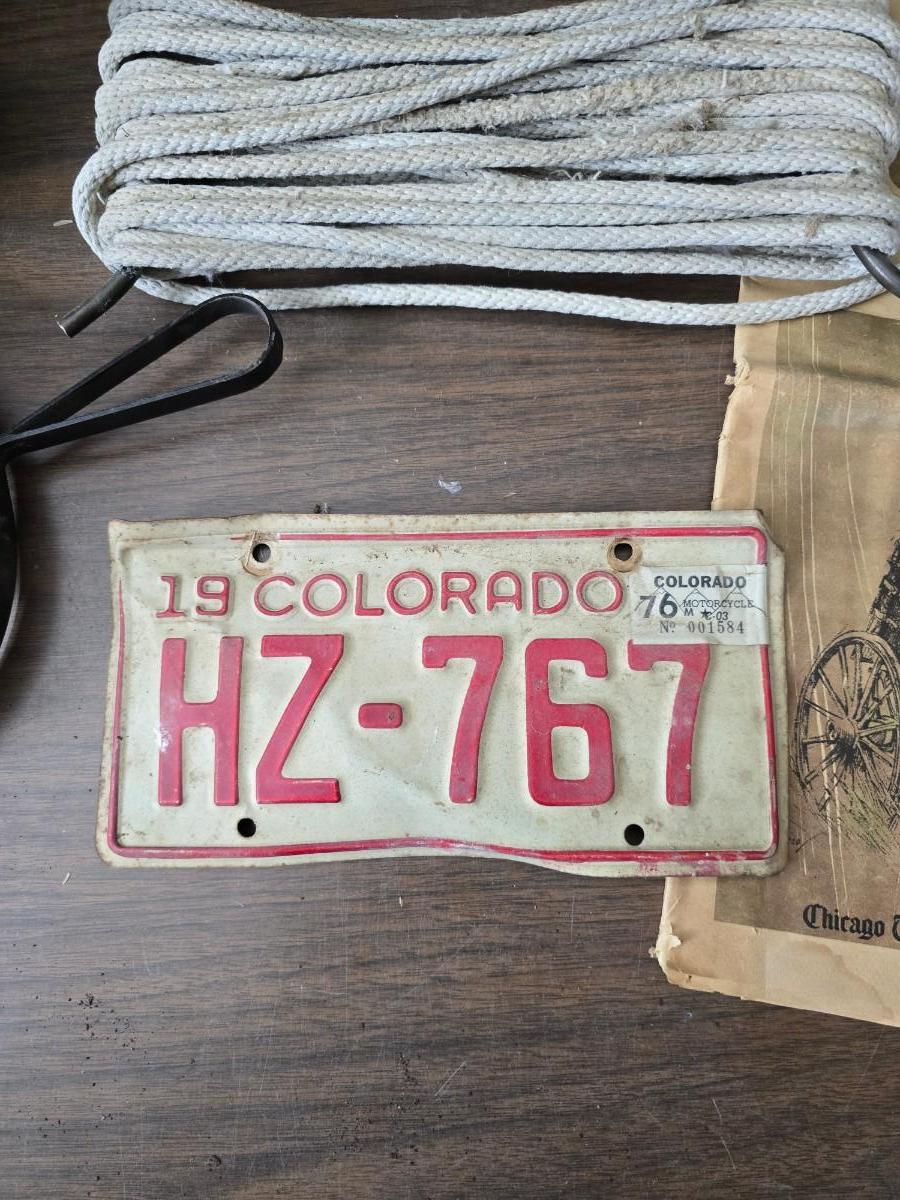 19 COLORADO
COLORADO
76 MOTORCYCLE
M ★ C-03
Nº 001584
HZ-767
Chicago